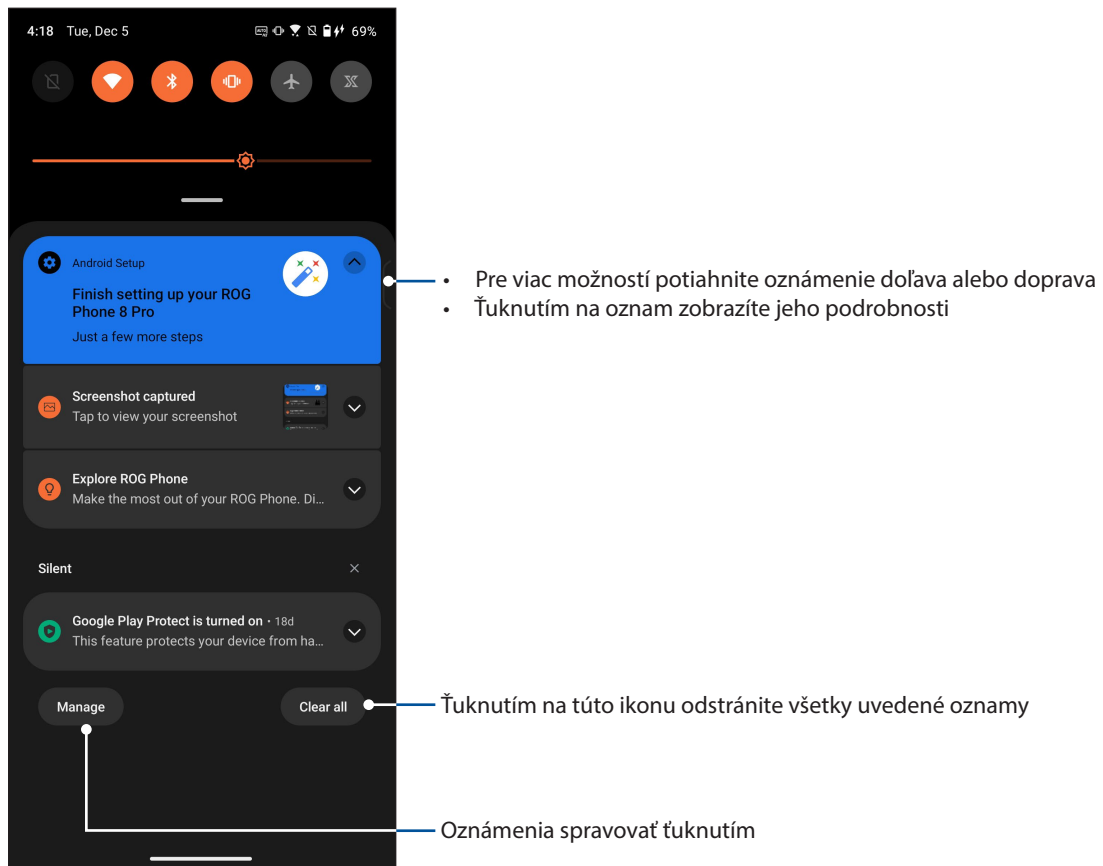 4:18 Tue, Dec 5 69%
Android Setup
Finish setting up your ROG
Phone 8 Pro
Just a few more steps
• Pre viac možností potiahnite oznámenie doľava alebo doprava
• Ťuknutím na oznam zobrazíte jeho podrobnosti
Screenshot captured
Tap to view your screenshot
Explore ROG Phone
Make the most out of your ROG Phone. Di…
Silent
Google Play Protect is turned on • 18d
This feature protects your device from ha…
Manage
Clear all
Ťuknutím na túto ikonu odstránite všetky uvedené oznamy
Oznámenia spravovať ťuknutím